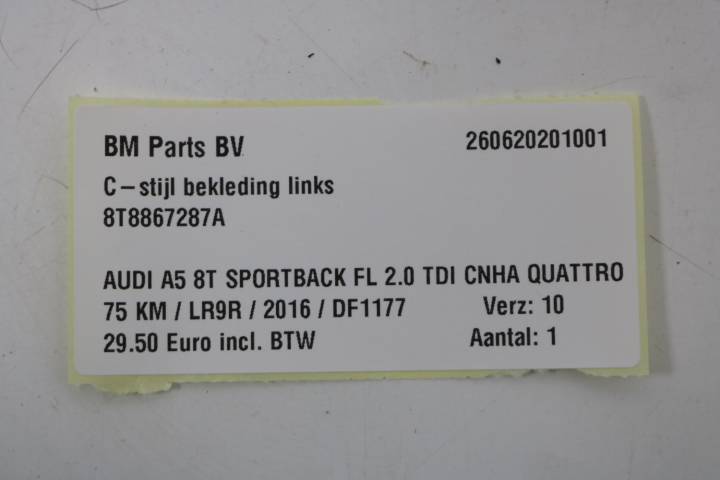 BM Parts BV 260620201001
C-stijl bekleding links
8T8867287A
AUDI A5 8T SPORTBACK FL 2.0 TDI CNHA QUATTRO
75 KM / LR9R / 2016 / DF1177 Verz: 10
29.50 Euro incl. BTW Aantal: 1